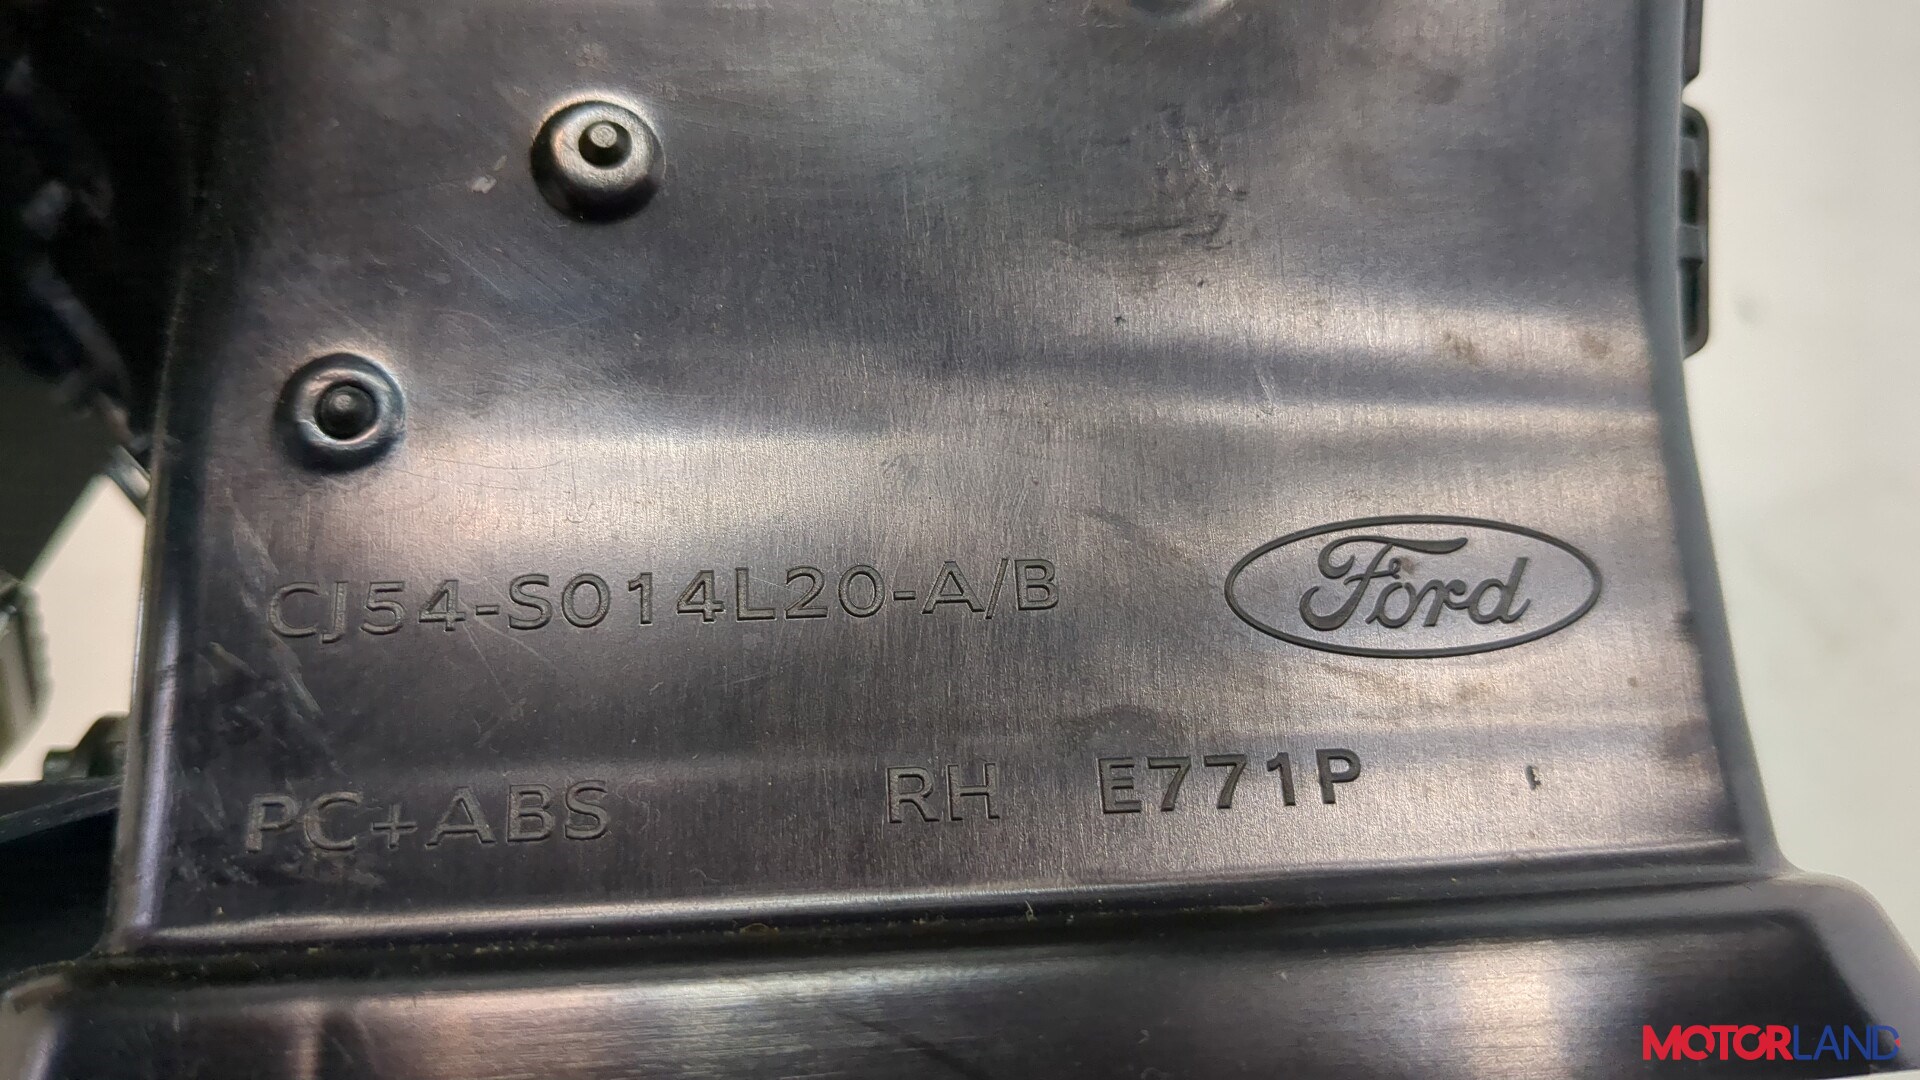 CJ54-S014L20-A/B
Ford
PC+ABS RH E771P
MOTORLAND